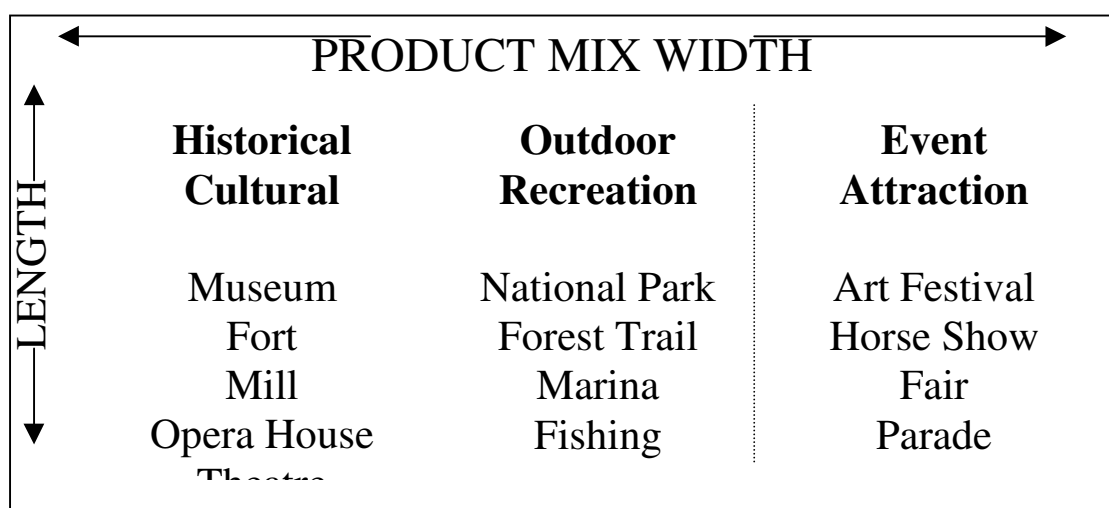 PRODUCT MIX WIDTH
LENGTH
Historical
Cultural
Outdoor
Recreation
Event
Attraction
Museum
Fort
Mill
Opera House
Theatre
National Park
Forest Trail
Marina
Fishing
Art Festival
Horse Show
Fair
Parade